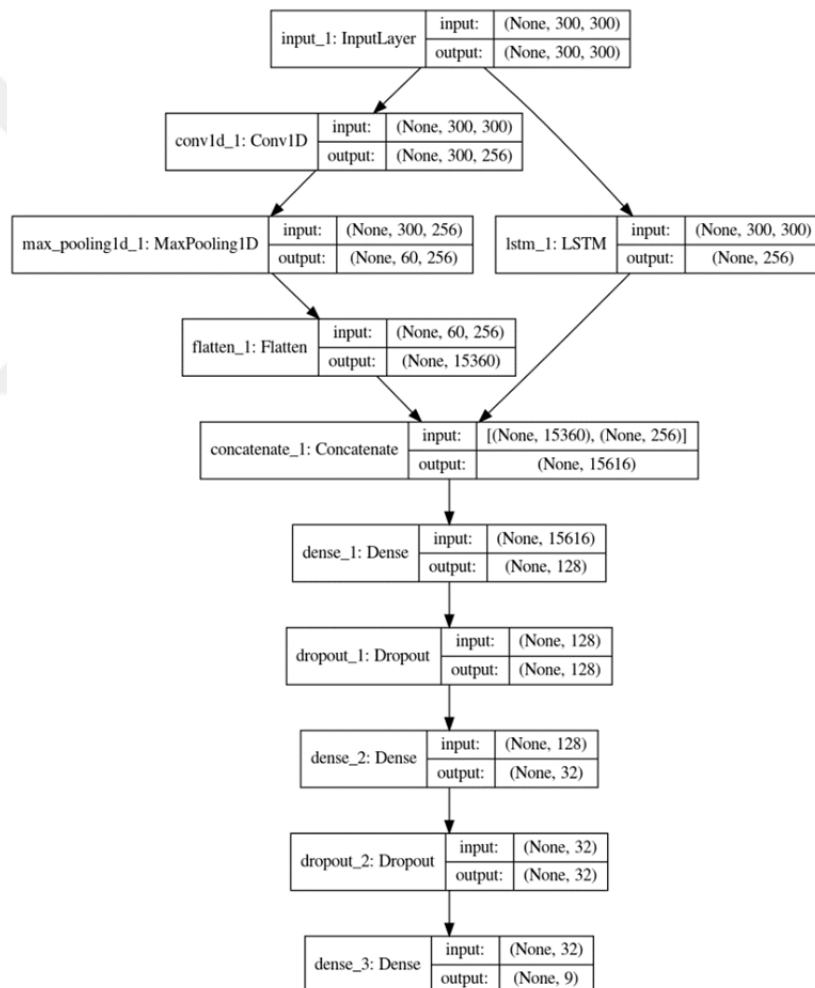 input_1: InputLayer
input: (None, 300, 300)
output: (None, 300, 300)
conv1d_1: Conv1D
input: (None, 300, 300)
output: (None, 300, 256)
max_pooling1d_1: MaxPooling1D
input: (None, 300, 256)
output: (None, 60, 256)
lstm_1: LSTM
input: (None, 300, 300)
output: (None, 256)
flatten_1: Flatten
input: (None, 60, 256)
output: (None, 15360)
concatenate_1: Concatenate
input: [(None, 15360), (None, 256)]
output: (None, 15616)
dense_1: Dense
input: (None, 15616)
output: (None, 128)
dropout_1: Dropout
input: (None, 128)
output: (None, 128)
dense_2: Dense
input: (None, 128)
output: (None, 32)
dropout_2: Dropout
input: (None, 32)
output: (None, 32)
dense_3: Dense
input: (None, 32)
output: (None, 9)